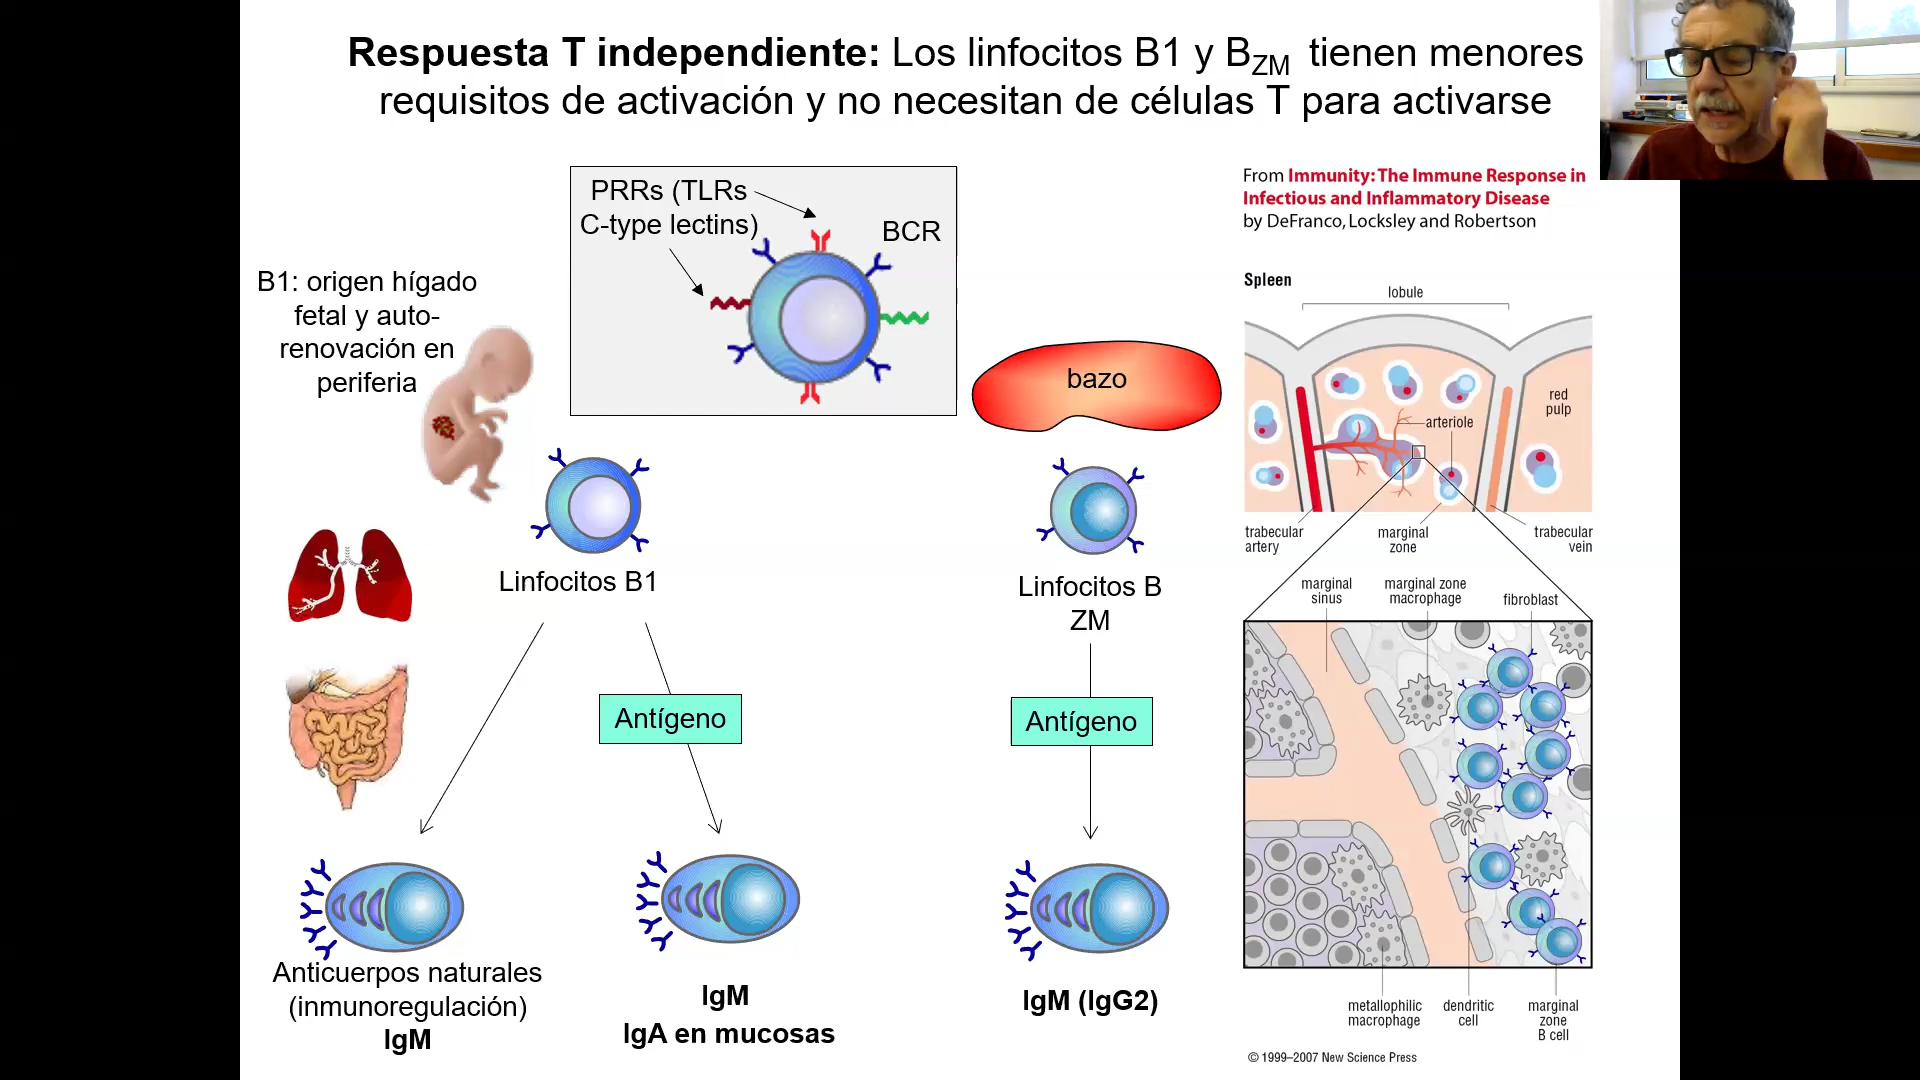 Respuesta T independiente: Los linfocitos B1 y BZM tienen menores
requisitos de activación y no necesitan de células T para activarse
PRRs (TLRs
C-type lectins)
BCR
B1: origen hígado
fetal y auto-
renovación en
periferia
Linfocitos B1
Antígeno
Anticuerpos naturales
(inmunoregulación)
IgM
IgM
IgA en mucosas
bazo
Linfocitos B
ZM
Antígeno
IgM (IgG2)
From Immunity: The Immune Response in
Infectious and Inflammatory Disease
by DeFranco, Locksley and Robertson
Spleen
lobule
red
pulp
arteriole
trabecular
artery
marginal
zone
trabecular
vein
marginal
sinus
marginal zone
macrophage
fibroblast
metallophilic
macrophage
dendritic
cell
marginal
zone
B cell
© 1999–2007 New Science Press